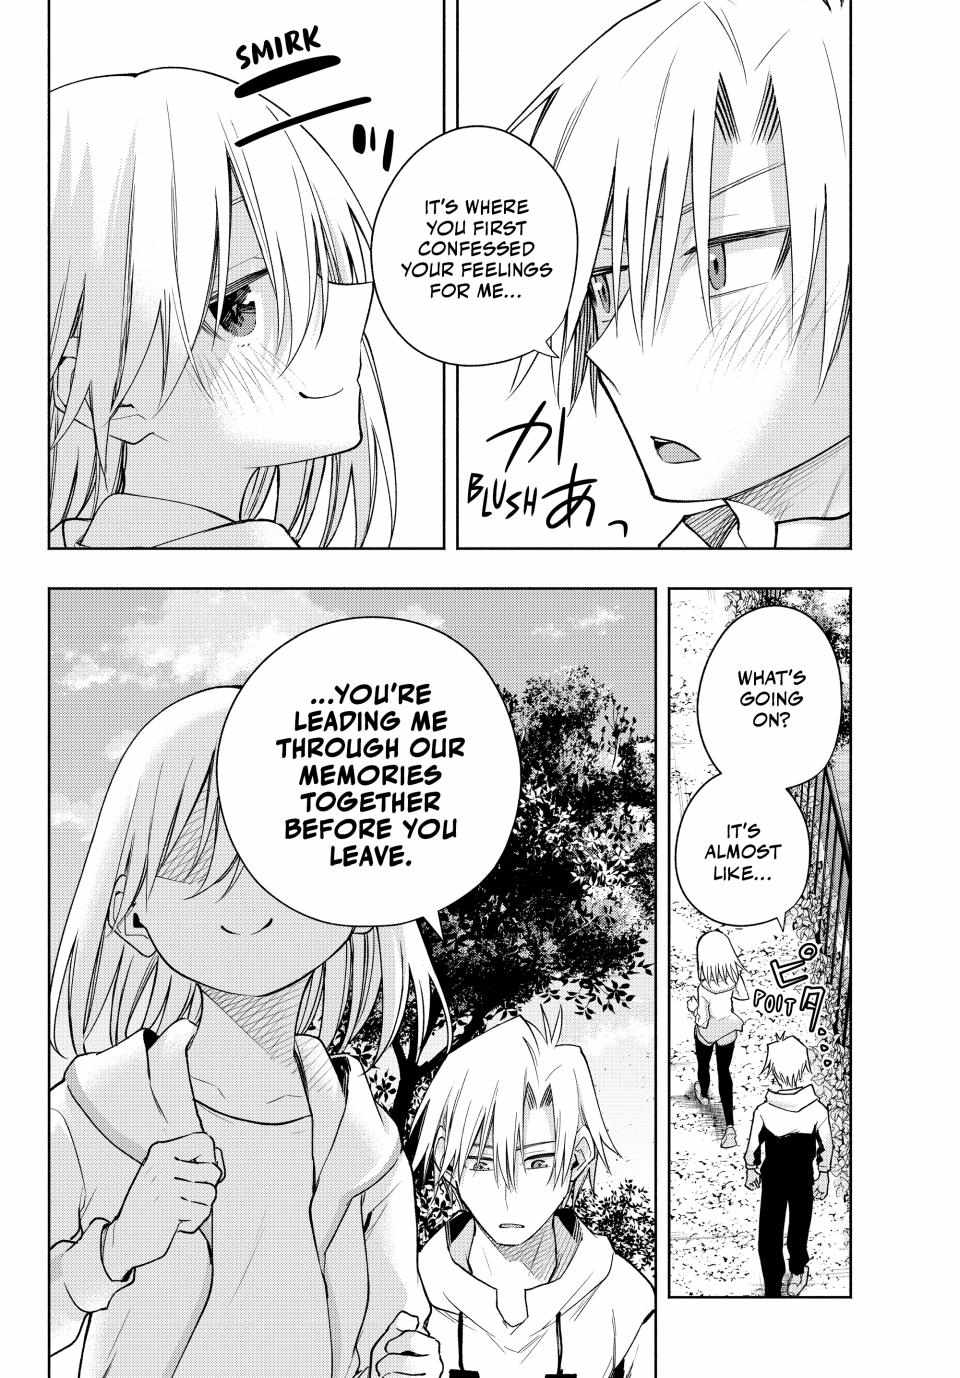 IT'S WHERE
YOU FIRST
CONFESSED
YOUR FEELINGS
FOR ME...
カ
あっ
BLUSH
SMIRK
WHAT'S
GOING
ON?
IT'S
ALMOST
LIKE...
ピタ...
POIT
...YOU'RE
LEADING ME
THROUGH OUR
MEMORIES
TOGETHER
BEFORE YOU
LEAVE.